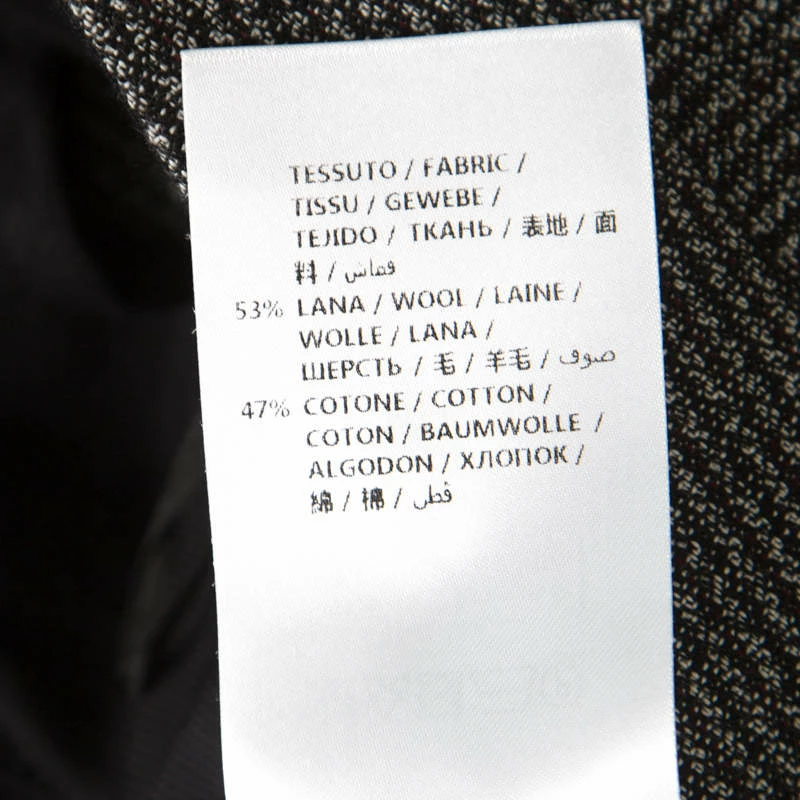 TESSUTO / FABRIC /
TISSU / GEWEBE /
TEJIDO / ТКАНЬ / 表地 / 面
料 / قماش
53% LANA / WOOL / LAINE /
WOLLE / LANA /
ШЕРСТЬ / 毛 / 羊毛 / صوف
47% COTONE / COTTON /
COTON / BAUMWOLLE /
ALGODON / ХЛОПОК /
綿 / 棉 / قطن